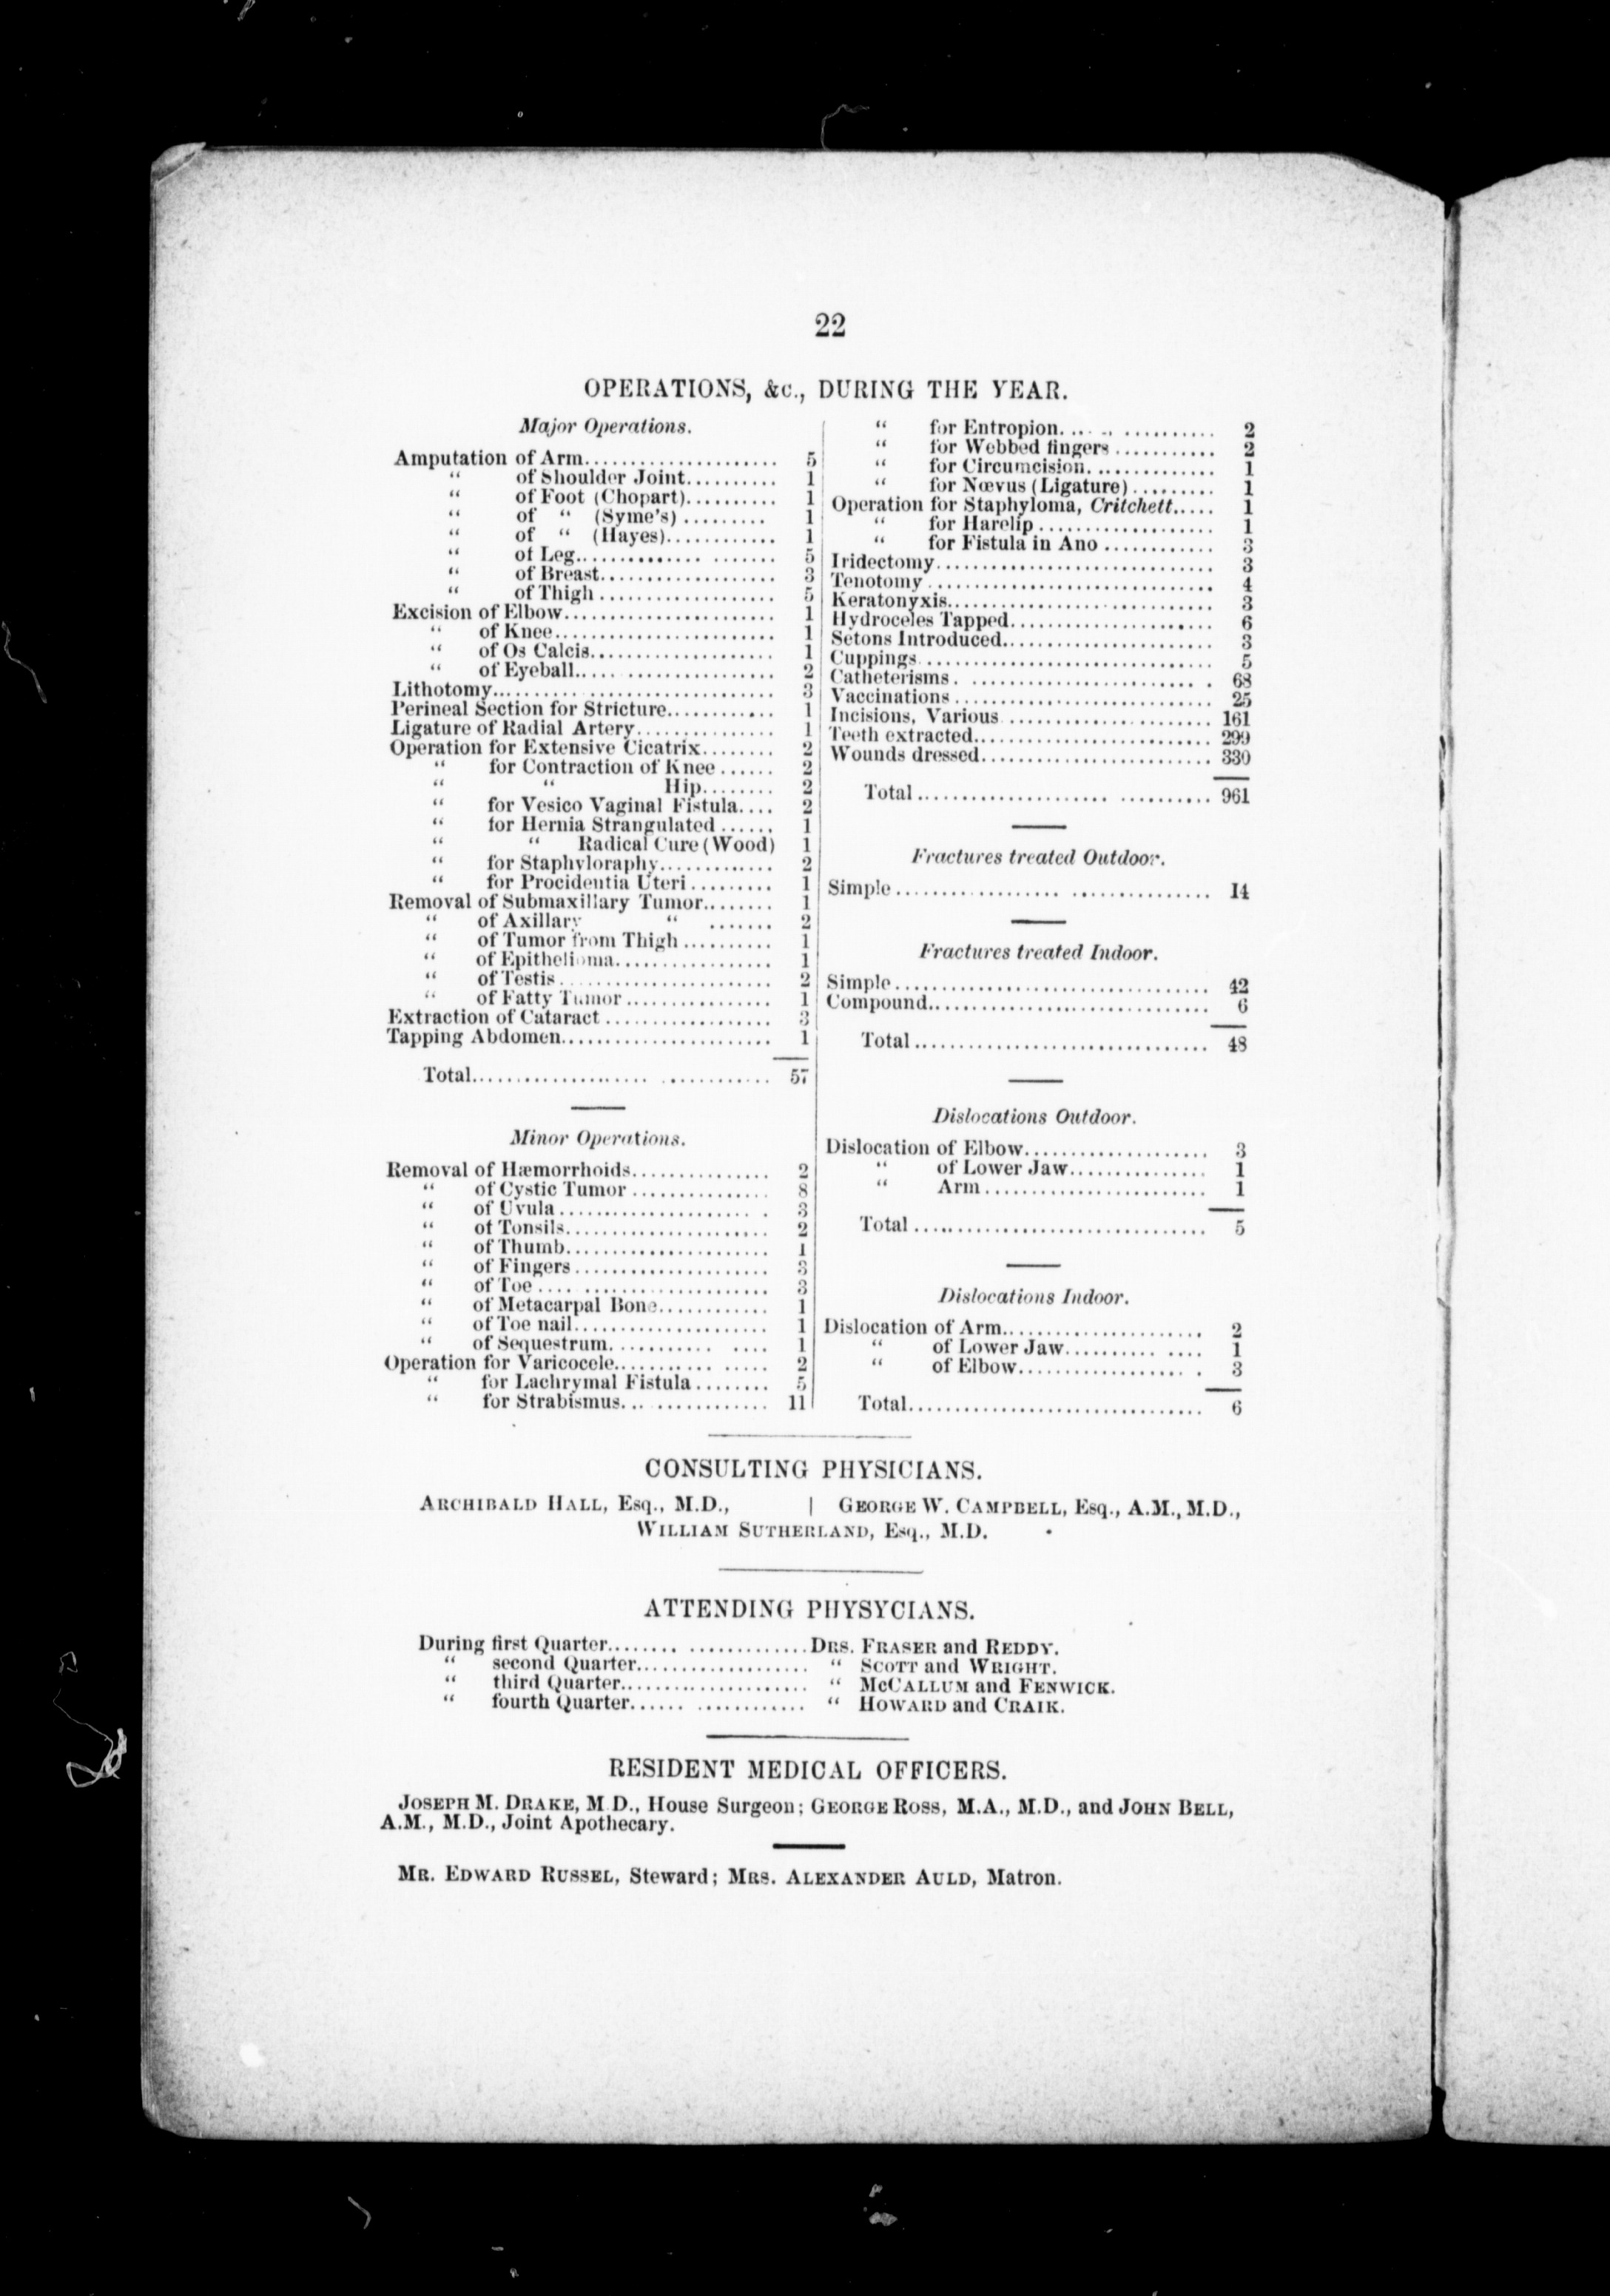 22
OPERATIONS, &c., DURING THE YEAR.
Major Operations.
Amputation of Arm..................... 5
“ of Shoulder Joint.......... 1
“ of Foot (Chopart).......... 1
“ of “ (Syme's) ......... 1
“ of “ (Hayes)............ 1
“ of Leg...................... 5
“ of Breast.................... 3
“ of Thigh .................... 5
Excision of Elbow........................ 1
“ of Knee......................... 1
“ of Os Calcis..................... 1
“ of Eyeball...................... 2
Lithotomy............................... 3
Perineal Section for Stricture............ 1
Ligature of Radial Artery................ 1
Operation for Extensive Cicatrix........ 2
“ for Contraction of Knee ...... 2
“ “ Hip........ 2
“ for Vesico Vaginal Fistula.... 2
“ for Hernia Strangulated ...... 1
“ “ Radical Cure (Wood) 1
“ for Staphyloraphy............. 2
“ for Procidentia Uteri ......... 1
Removal of Submaxillary Tumor........ 1
“ of Axillary “ ....... 2
“ of Tumor from Thigh .......... 1
“ of Epithelioma.................. 1
“ of Testis........................ 2
“ of Fatty Tumor ................. 1
Extraction of Cataract ................... 3
Tapping Abdomen........................ 1
Total................................ 57
Minor Operations.
Removal of Hæmorrhoids................ 2
“ of Cystic Tumor ................ 8
“ of Uvula ........................ 3
“ of Tonsils....................... 2
“ of Thumb....................... 1
“ of Fingers ...................... 3
“ of Toe .......................... 3
“ of Metacarpal Bone............ 1
“ of Toe nail...................... 1
“ of Sequestrum................. 1
Operation for Varicocele................. 2
“ for Lachrymal Fistula ........ 5
“ for Strabismus................ 11
“ for Entropion.................. 2
“ for Webbed fingers ........... 2
“ for Circumcision.............. 1
“ for Nœvus (Ligature) ......... 1
Operation for Staphyloma, Critchett..... 1
“ for Harelip .................... 1
“ for Fistula in Ano ............ 3
Iridectomy................................ 3
Tenotomy ................................. 4
Keratonyxis............................... 3
Hydroceles Tapped........................ 6
Setons Introduced......................... 3
Cuppings .................................. 5
Catheterisms.............................. 68
Vaccinations .............................. 25
Incisions, Various ........................ 161
Teeth extracted............................ 299
Wounds dressed........................... 330
Total ................................ 961
Fractures treated Outdoor.
Simple.................................... 14
Fractures treated Indoor.
Simple.................................... 42
Compound................................ 6
Total ................................. 48
Dislocations Outdoor.
Dislocation of Elbow..................... 3
“ of Lower Jaw................ 1
“ Arm.......................... 1
Total ................................. 5
Dislocations Indoor.
Dislocation of Arm....................... 2
“ of Lower Jaw................ 1
“ of Elbow..................... 3
Total.................................. 6
CONSULTING PHYSICIANS.
ARCHIBALD HALL, Esq., M.D., | GEORGE W. CAMPBELL, Esq., A.M., M.D.,
WILLIAM SUTHERLAND, Esq., M.D.
ATTENDING PHYSYCIANS.
During first Quarter.......................DRS. FRASER and REDDY.
“ second Quarter................... “ SCOTT and WRIGHT.
“ third Quarter..................... “ MCCALLUM and FENWICK.
“ fourth Quarter................... “ HOWARD and CRAIK.
RESIDENT MEDICAL OFFICERS.
JOSEPH M. DRAKE, M D., House Surgeon; GEORGE ROSS, M.A., M.D., and JOHN BELL,
A.M., M.D., Joint Apothecary.
MR. EDWARD RUSSEL, Steward; MRS. ALEXANDER AULD, Matron.